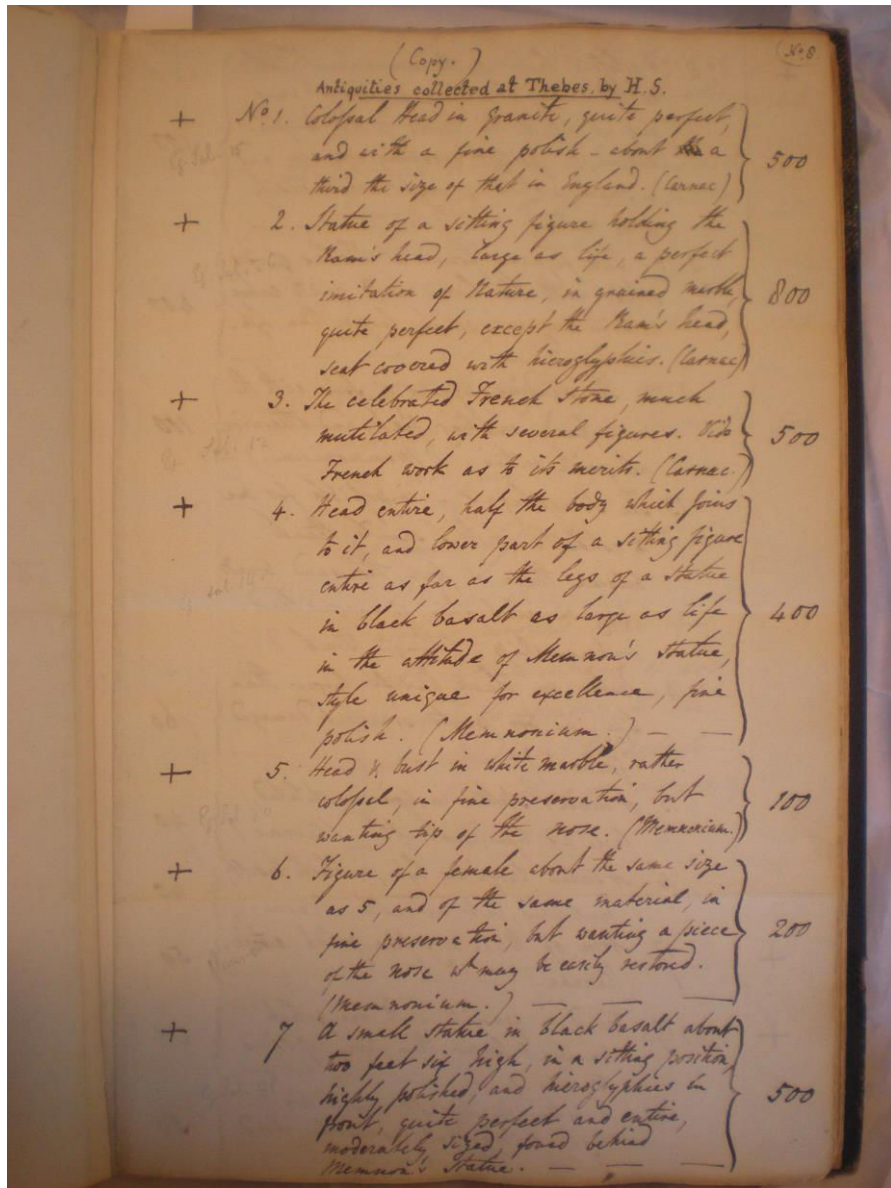 (Copy.)
No. 8.
Antiquities collected at Thebes, by H.S.
+ No. 1. Colossal Head in Granite, quite perfect,
and with a fine polish - about a
third the size of that in England. (Carnac) 500
+ 2. Statue of a sitting figure holding the
Ram's head, large as life, a perfect
imitation of Nature, in grained marble,
quite perfect, except the Ram's head,
seat covered with hieroglyphics. (Carnac) 800
+ 3. The celebrated French Stone, much
mutilated, with several figures. Vide
French work as to its merits. (Carnac.) 500
+ 4. Head entire, half the body which joins
to it, and lower part of a sitting figure
entire as far as the legs of a Statue
in black basalt as large as life
in the attitude of Memnon's Statue,
style unique for excellence, fine
polish. (Memnonium.) — — 400
+ 5. Head & bust in white marble, rather
colossal, in fine preservation, but
wanting tip of the nose. (Memnonium.) 100
+ 6. Figure of a female about the same size
as 5, and of the same material, in
fine preservation, but wanting a piece
of the nose wh may be easily restored.
(Memnonium.) — — — 200
+ 7 A small statue in black basalt about
two feet six high, in a sitting position,
highly polished, and hieroglyphics in
front, quite perfect and entire,
moderately sized, found behind
Memnon's Statue. — — — 500